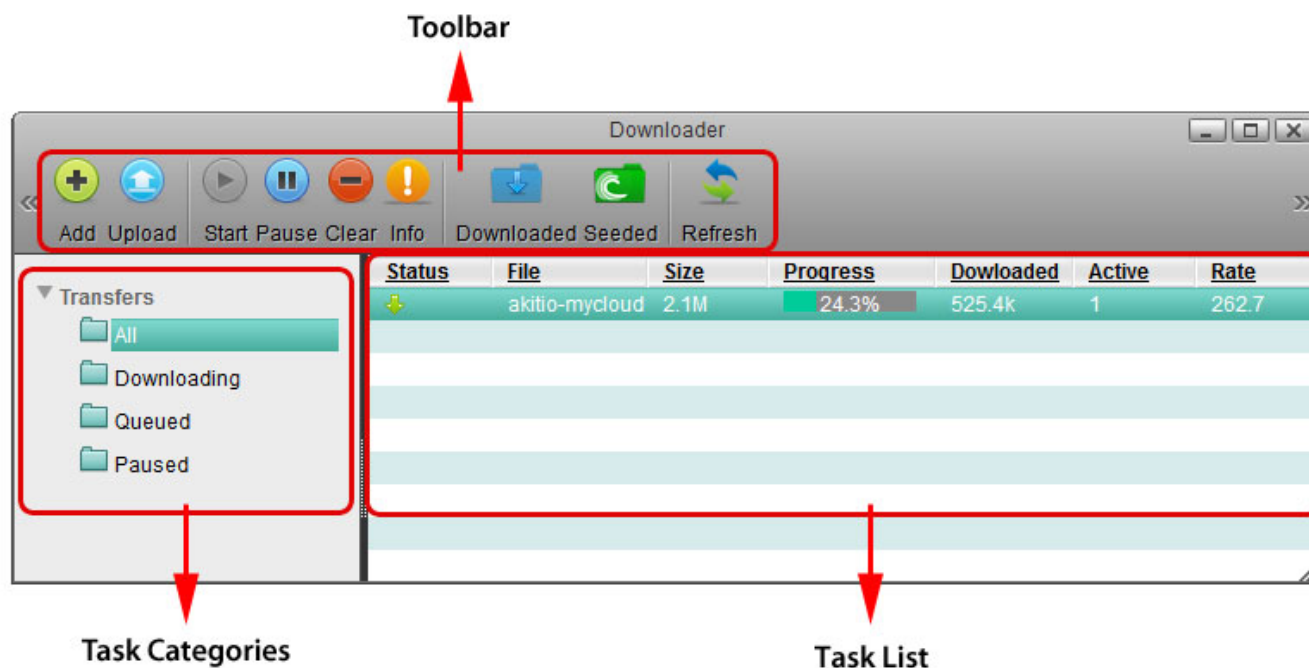 Toolbar
Downloader
Add Upload Start Pause Clear Info Downloaded Seeded Refresh
Status File Size Progress Dowloaded Active Rate
akitio-mycloud 2.1M 24.3% 525.4k 1 262.7
Transfers
All
Downloading
Queued
Paused
Task Categories
Task List